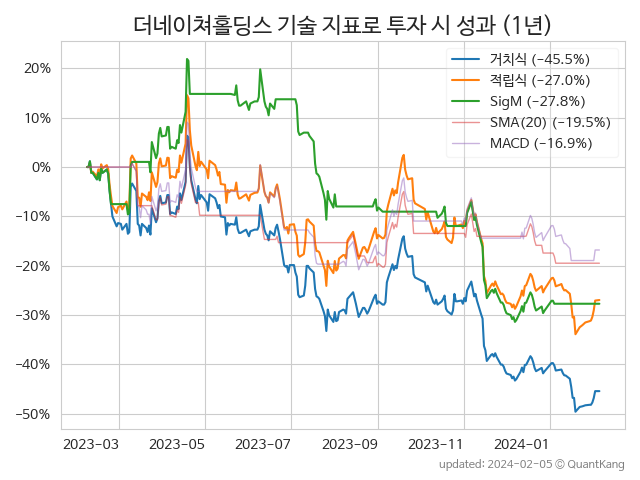 더네이쳐홀딩스 기술 지표로 투자 시 성과 (1년)
거치식 (−45.5%)
적립식 (−27.0%)
SigM (−27.8%)
SMA(20) (−19.5%)
MACD (−16.9%)
20%
10%
0%
−10%
−20%
−30%
−40%
−50%
2023−03 2023−05 2023−07 2023−09 2023−11 2024−01
updated: 2024−02−05 © QuantKang